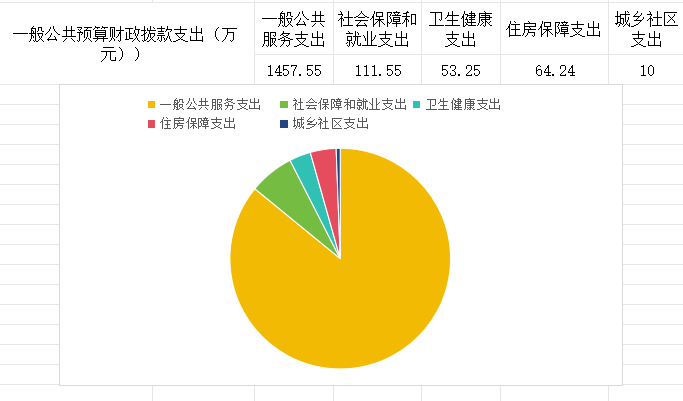 一般公共预算财政拨款支出（万
元））
一般公共
服务支出
社会保障和
就业支出
卫生健康
支出
住房保障支出
城乡社区
支出
1457.55
111.55
53.25
64.24
10
一般公共服务支出
社会保障和就业支出
卫生健康支出
住房保障支出
城乡社区支出